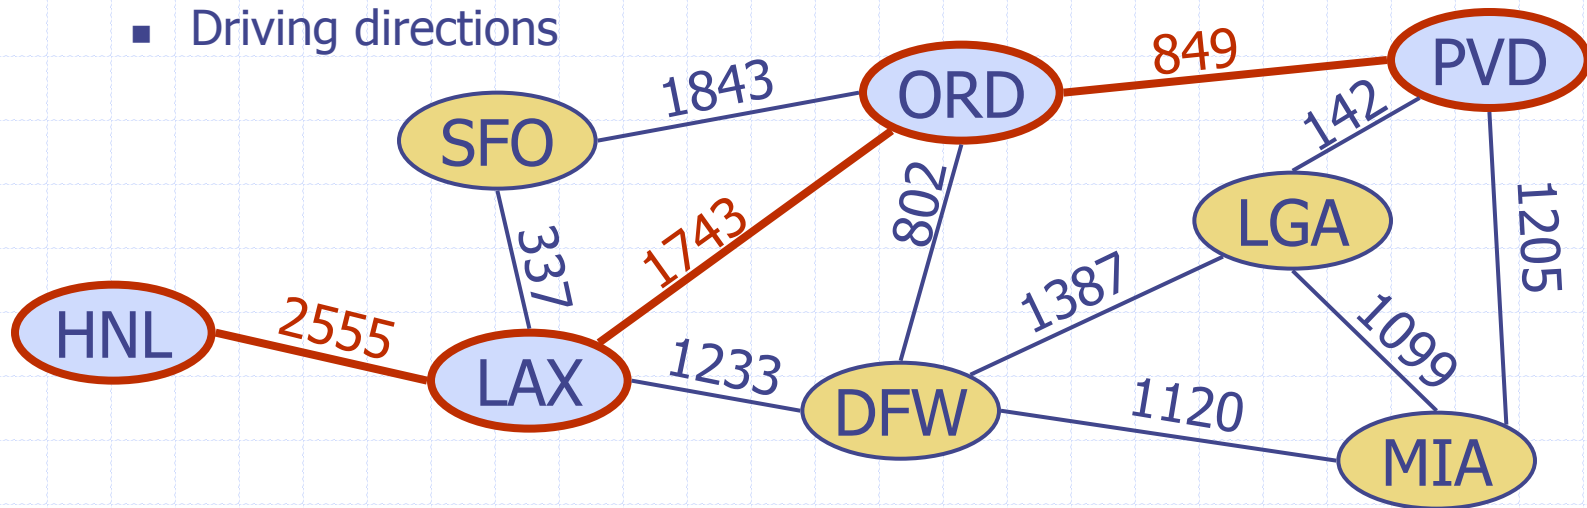 ■ Driving directions
849
PVD
1843
ORD
142
SFO
802
LGA
1205
1743
337
1387
HNL
2555
1099
LAX
1233
DFW
1120
MIA